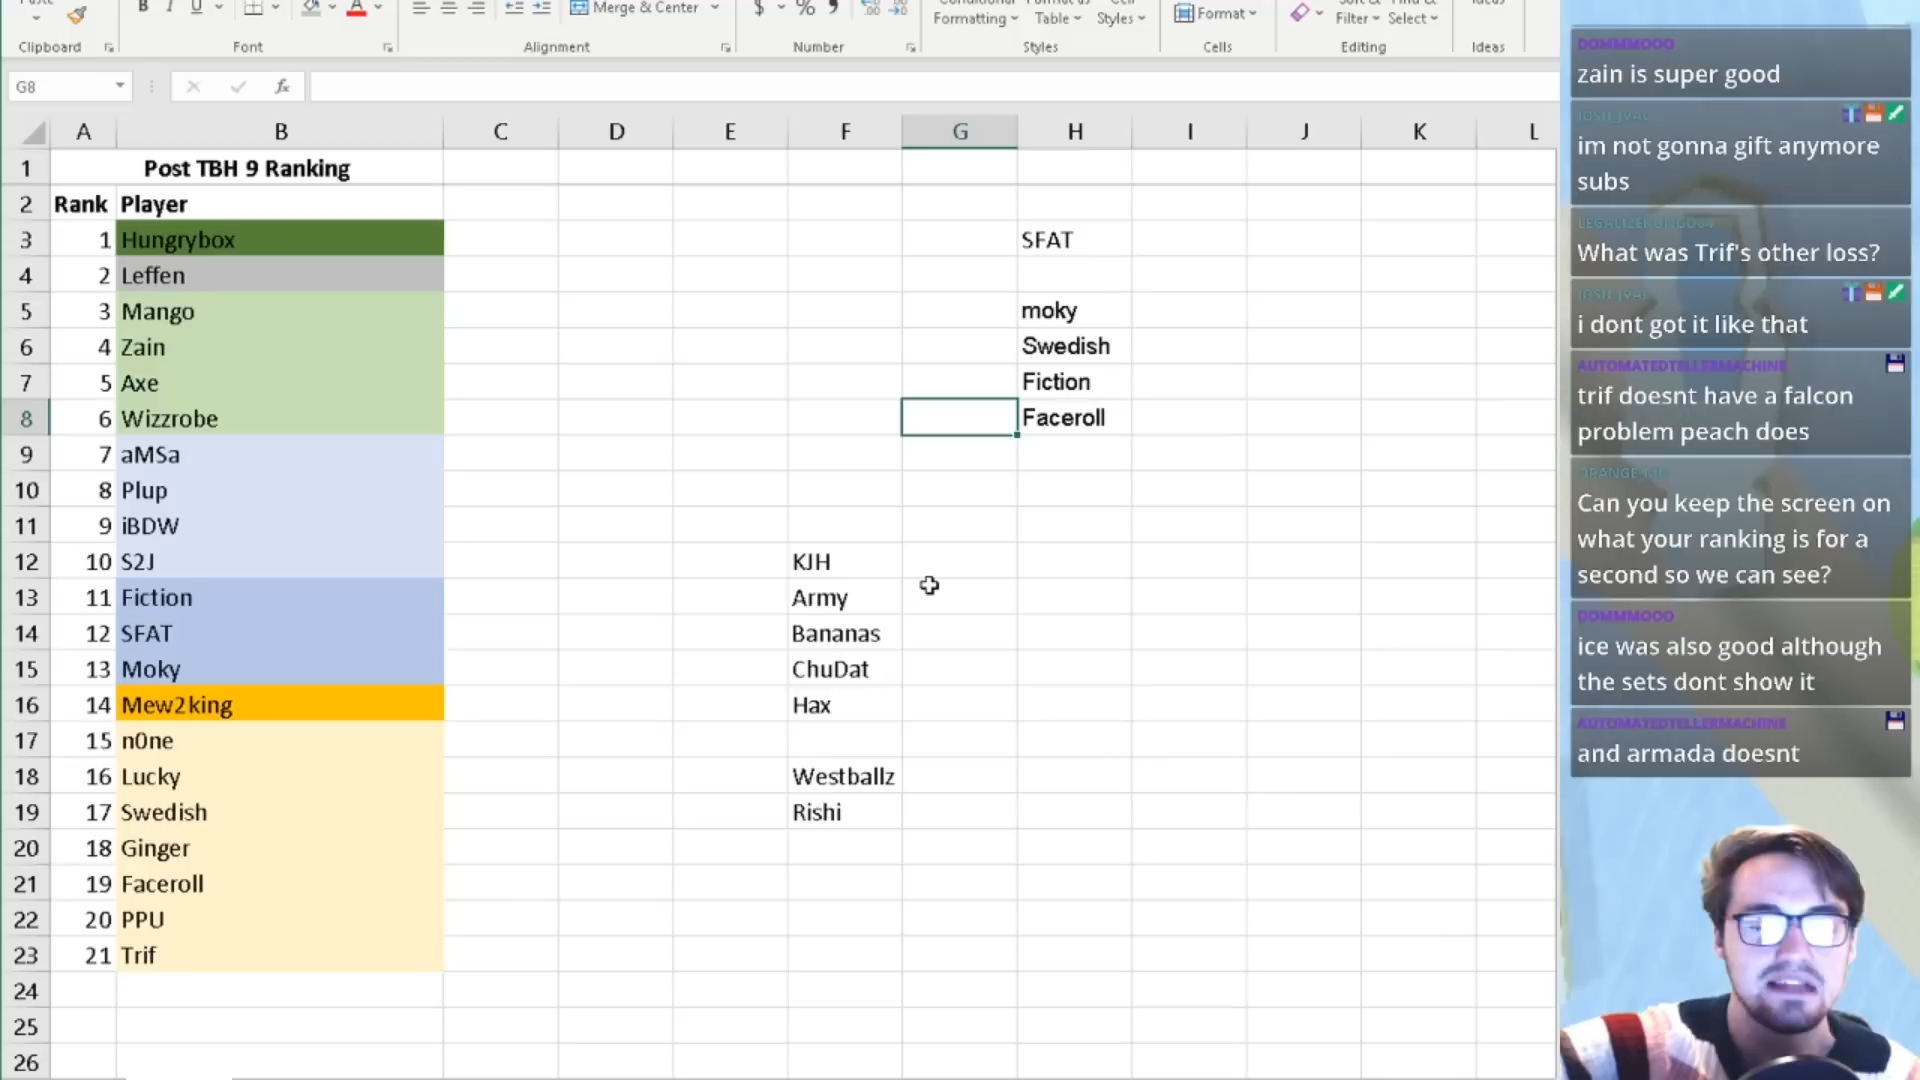 Clipboard Font Alignment Number Styles Cells Editing Ideas
B I U A Merge & Center $ % Formatting Table Styles Format Filter Select
G8 fx
A B C D E F G H I J K L
1 Post TBH 9 Ranking
2 Rank Player
3 1 Hungrybox SFAT
4 2 Leffen
5 3 Mango moky
6 4 Zain Swedish
7 5 Axe Fiction
8 6 Wizzrobe Faceroll
9 7 aMSa
10 8 Plup
11 9 iBDW
12 10 S2J KJH
13 11 Fiction Army
14 12 SFAT Bananas
15 13 Moky ChuDat
16 14 Mew2king Hax
17 15 n0ne
18 16 Lucky Westballz
19 17 Swedish Rishi
20 18 Ginger
21 19 Faceroll
22 20 PPU
23 21 Trif
24
25
26
DOMMMOOO
zain is super good
im not gonna gift anymore
subs
What was Trif's other loss?
i dont got it like that
AUTOMATEDTELLERMACHINE
trif doesnt have a falcon
problem peach does
Can you keep the screen on
what your ranking is for a
second so we can see?
DOMMMOOO
ice was also good although
the sets dont show it
AUTOMATEDTELLERMACHINE
and armada doesnt